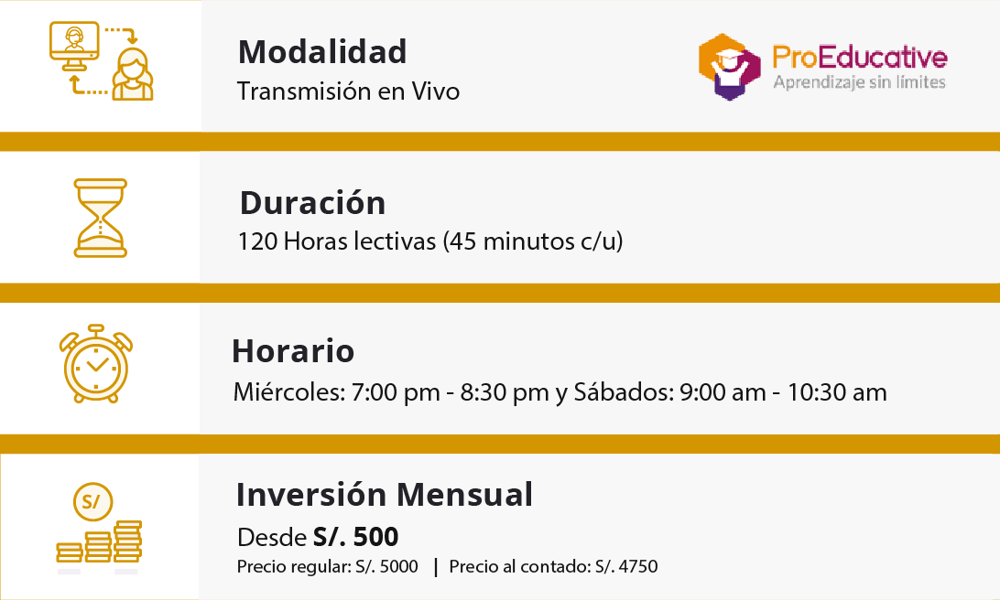 Modalidad
Transmisión en Vivo
ProEducative
Aprendizaje sin límites
Duración
120 Horas lectivas (45 minutos c/u)
Horario
Miércoles: 7:00 pm - 8:30 pm y Sábados: 9:00 am - 10:30 am
S/
Inversión Mensual
Desde S/. 500
Precio regular: S/. 5000 | Precio al contado: S/. 4750